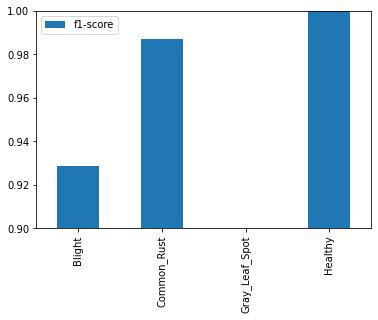 f1-score
1.00
0.98
0.96
0.94
0.92
0.90
Blight
Common_Rust
Gray_Leaf_Spot
Healthy